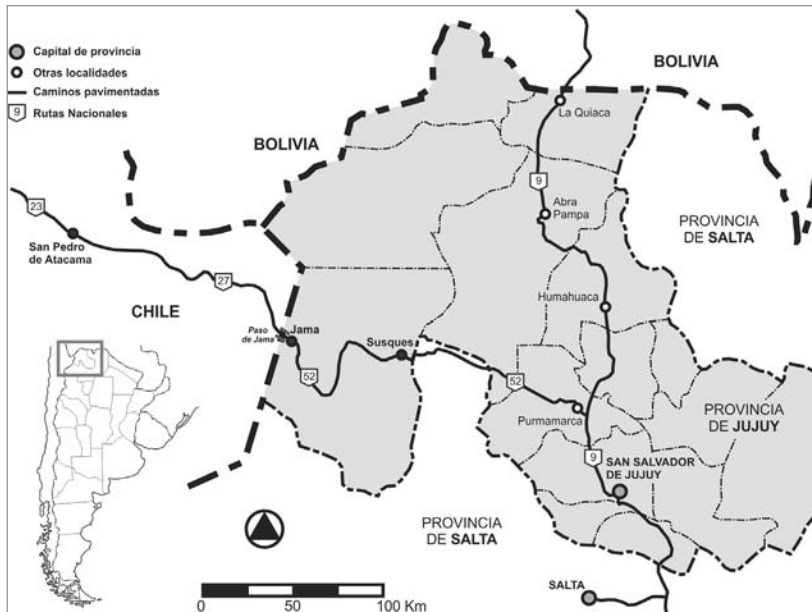 Capital de provincia
Otras localidades
Caminos pavimentadas
9
Rutas Nacionales
BOLIVIA
La Quiaca
BOLIVIA
9
Abra
Pampa
PROVINCIA
DE SALTA
23
San Pedro
de Atacama
27
CHILE
Humahuaca
Paso
de Jama
Jama
Susques
52
52
Purmamarca
PROVINCIA
DE JUJUY
9
SAN SALVADOR
DE JUJUY
PROVINCIA
DE SALTA
SALTA
0
50
100 Km